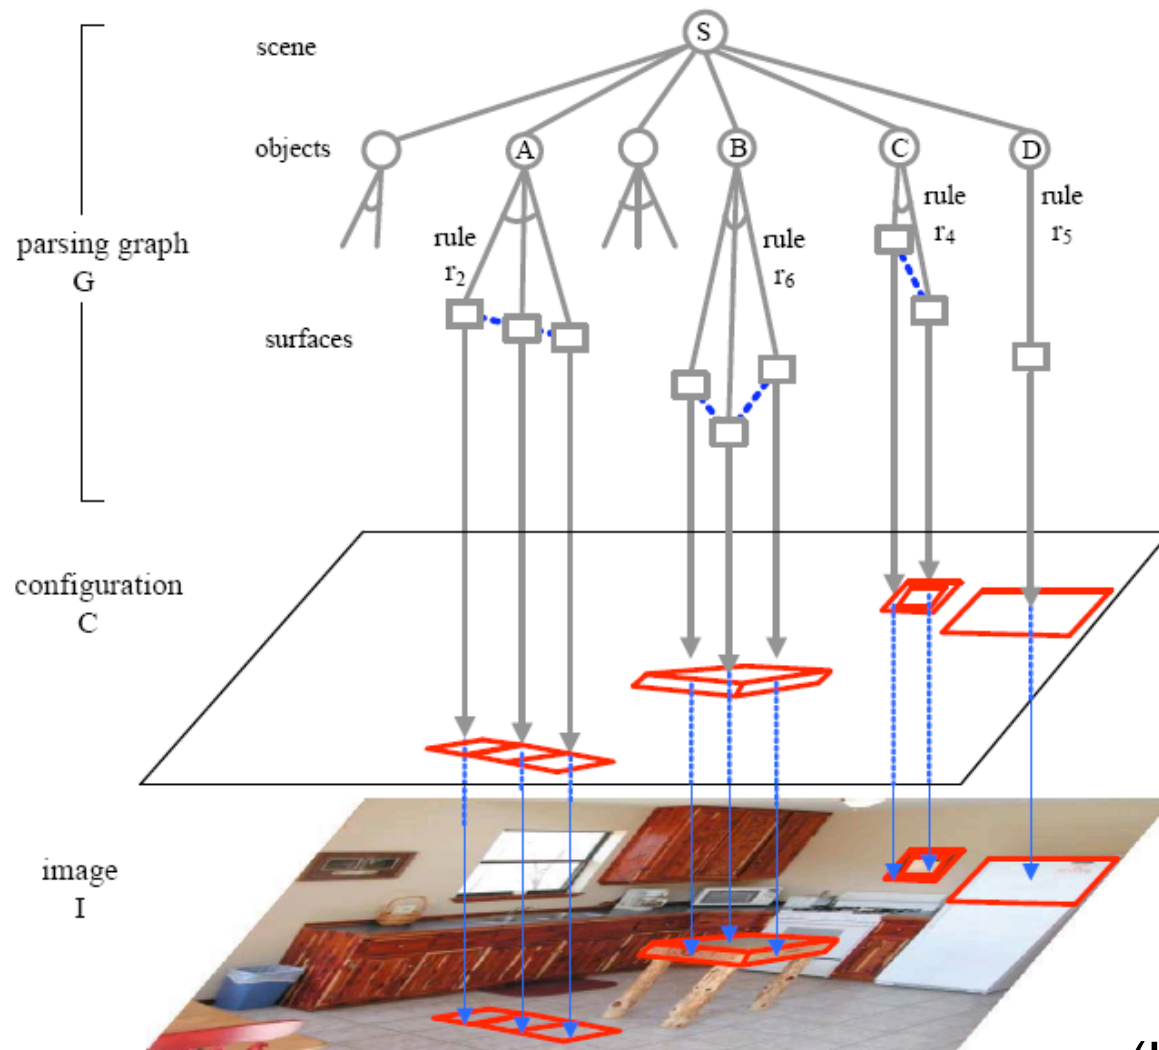 scene
S
objects
A
B
C
D
rule
r4
rule
r5
rule
r2
rule
r6
parsing graph
G
surfaces
configuration
C
image
I